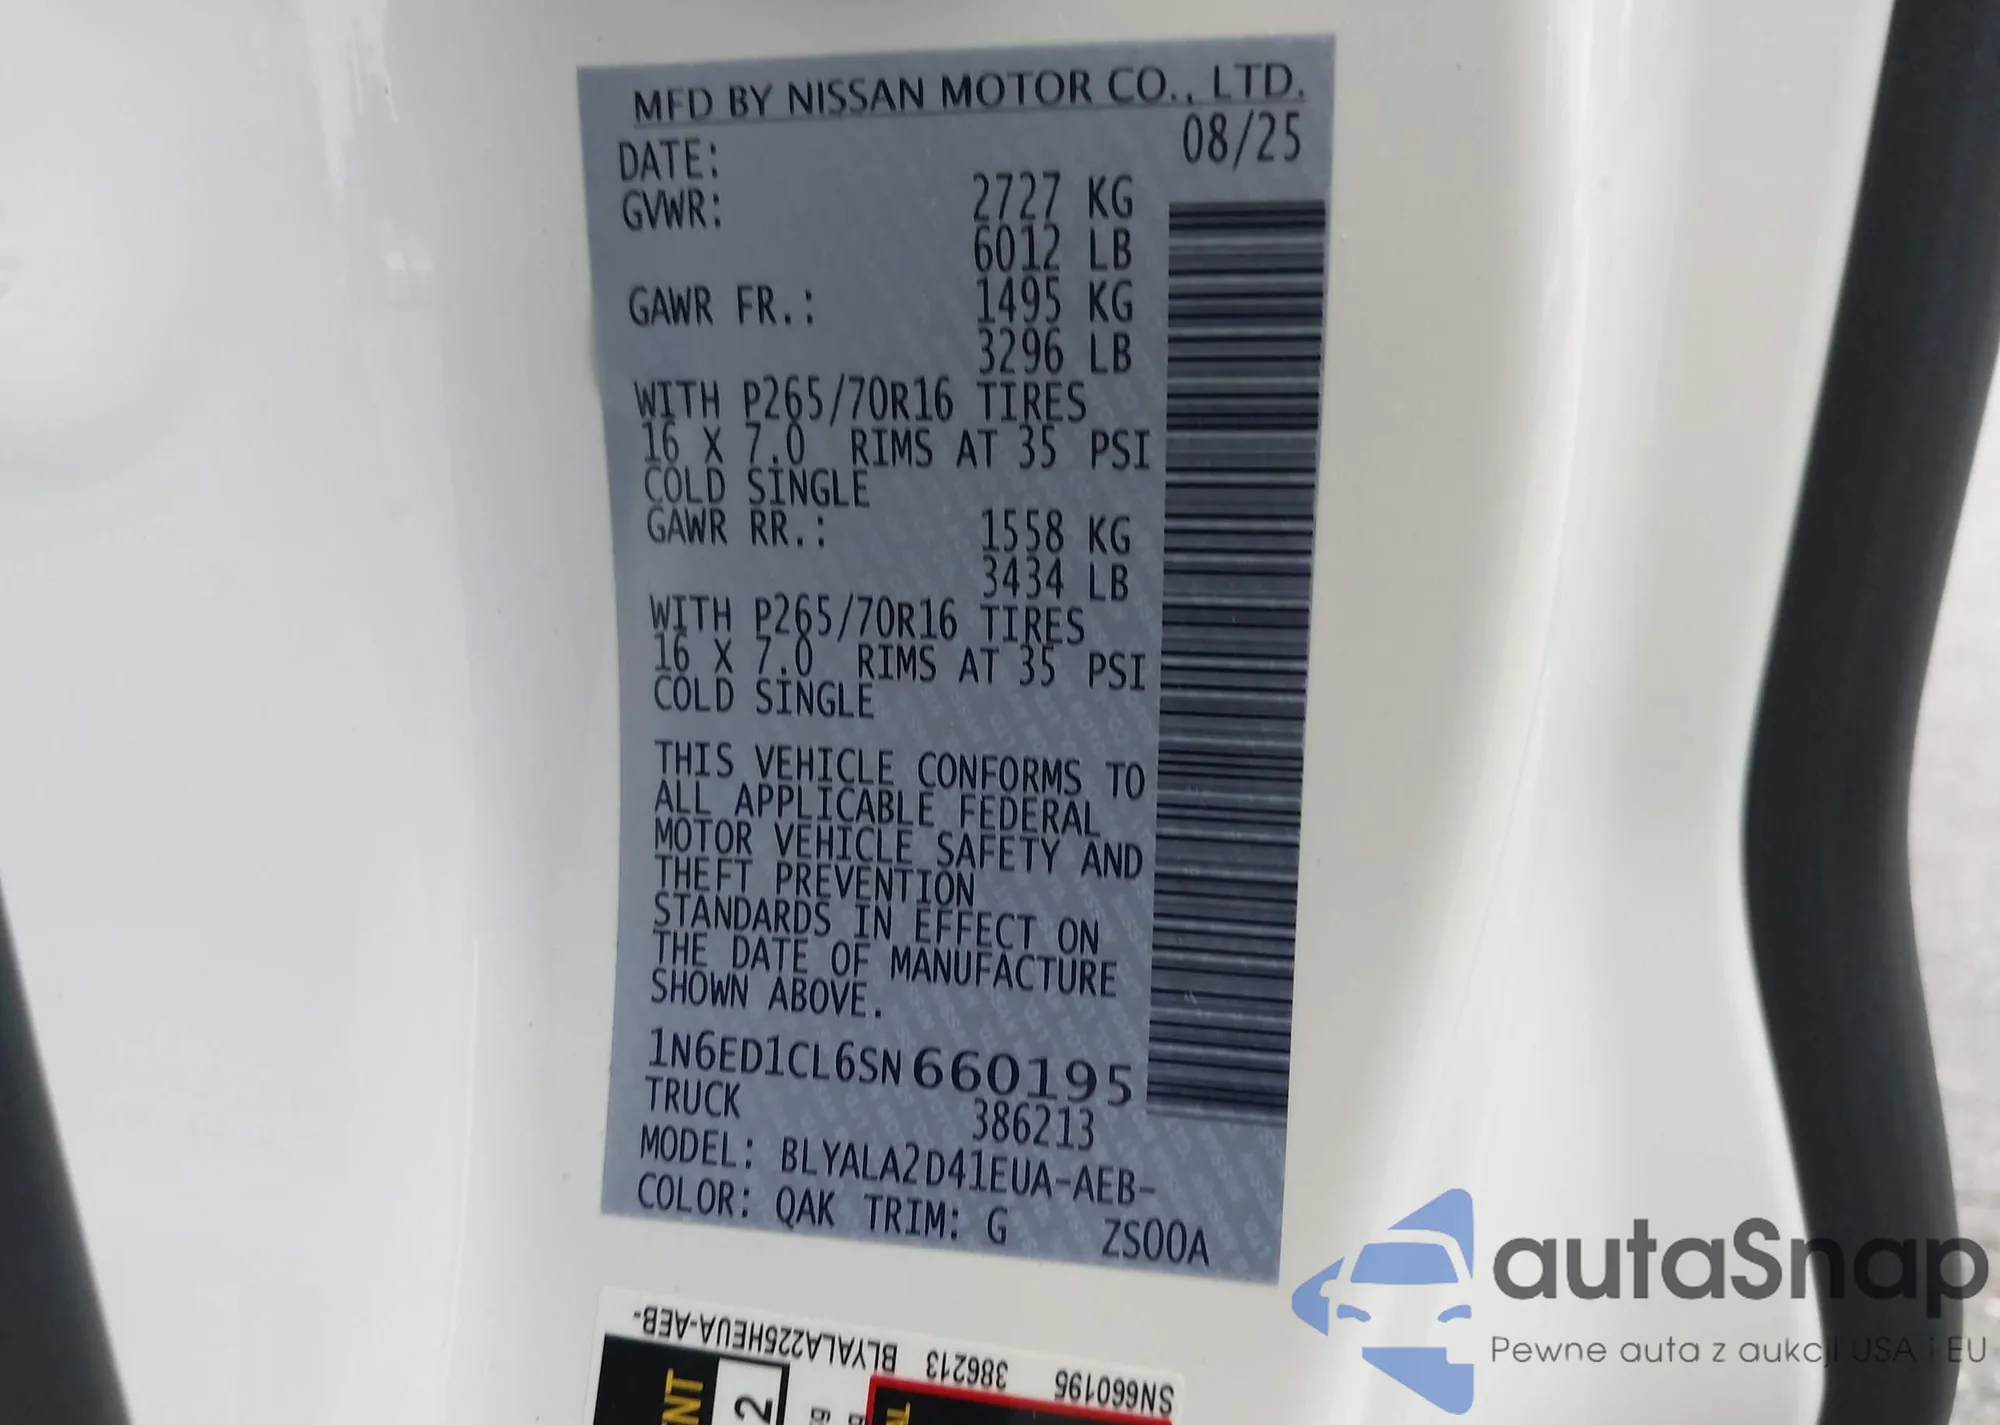 MFD BY NISSAN MOTOR CO., LTD.
DATE: 08/25
GVWR: 2727 KG
6012 LB
GAWR FR.: 1495 KG
3296 LB
WITH P265/70R16 TIRES
16 X 7.0 RIMS AT 35 PSI
COLD SINGLE
GAWR RR.: 1558 KG
3434 LB
WITH P265/70R16 TIRES
16 X 7.0 RIMS AT 35 PSI
COLD SINGLE
THIS VEHICLE CONFORMS TO
ALL APPLICABLE FEDERAL
MOTOR VEHICLE SAFETY AND
THEFT PREVENTION
STANDARDS IN EFFECT ON
THE DATE OF MANUFACTURE
SHOWN ABOVE.
1N6ED1CL6SN660195
TRUCK 386213
MODEL: BLYALA2D41EUA-AEB-
COLOR: QAK TRIM: G ZS00A
SN660195 386213 BLYALA225HEUA-AEB-
2
autaSnap
Pewne auta z aukcji USA i EU